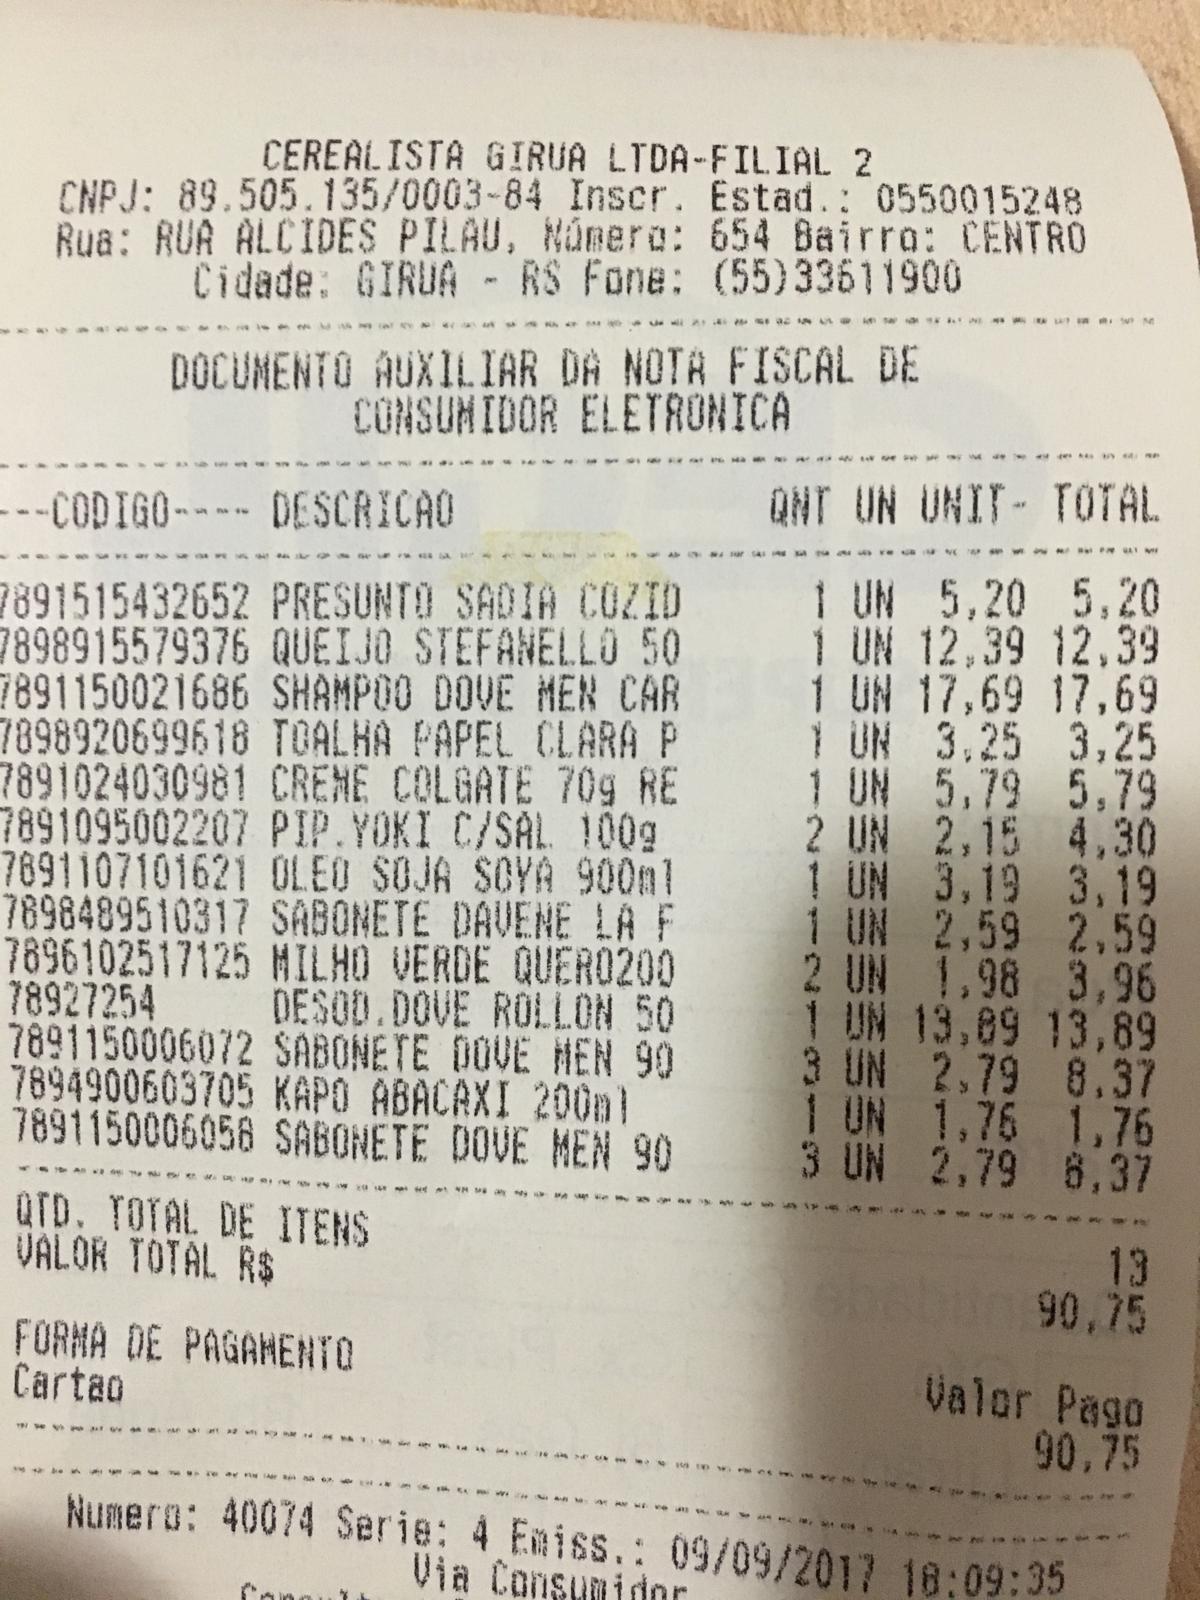 CEREALISTA GIRUA LTDA-FILIAL 2
CNPJ: 89.505.135/0003-84 Inscr. Estad.: 0550015248
Rua: RUA ALCIDES PILAU, Número: 654 Bairro: CENTRO
Cidade: GIRUA - RS Fone: (55)33611900
DOCUMENTO AUXILIAR DA NOTA FISCAL DE
CONSUMIDOR ELETRONICA
---CODIGO---- DESCRICAO QNT UN UNIT- TOTAL
7891515432652 PRESUNTO SADIA COZID 1 UN 5,20 5,20
7898915579376 QUEIJO STEFANELLO 50 1 UN 12,39 12,39
7891150021686 SHAMPOO DOVE MEN CAR 1 UN 17,69 17,69
7898920699618 TOALHA PAPEL CLARA P 1 UN 3,25 3,25
7891024030981 CREME COLGATE 70g RE 1 UN 5,79 5,79
7891095002207 PIP.YOKI C/SAL 100g 2 UN 2,15 4,30
7891107101621 OLEO SOJA SOYA 900ml 1 UN 3,19 3,19
7898489510317 SABONETE DAVENE LA F 1 UN 2,59 2,59
7896102517125 MILHO VERDE QUERO200 2 UN 1,98 3,96
78927254 DESOD.DOVE ROLLON 50 1 UN 13,89 13,89
7891150006072 SABONETE DOVE MEN 90 3 UN 2,79 8,37
7894900603705 KAPO ABACAXI 200ml 1 UN 1,76 1,76
7891150006058 SABONETE DOVE MEN 90 3 UN 2,79 8,37
QTD. TOTAL DE ITENS 13
VALOR TOTAL R$ 90,75
FORMA DE PAGAMENTO Valor Pago
Cartao 90,75
Numero: 40074 Serie: 4 Emiss.: 09/09/2017 18:09:35
Via Consumidor